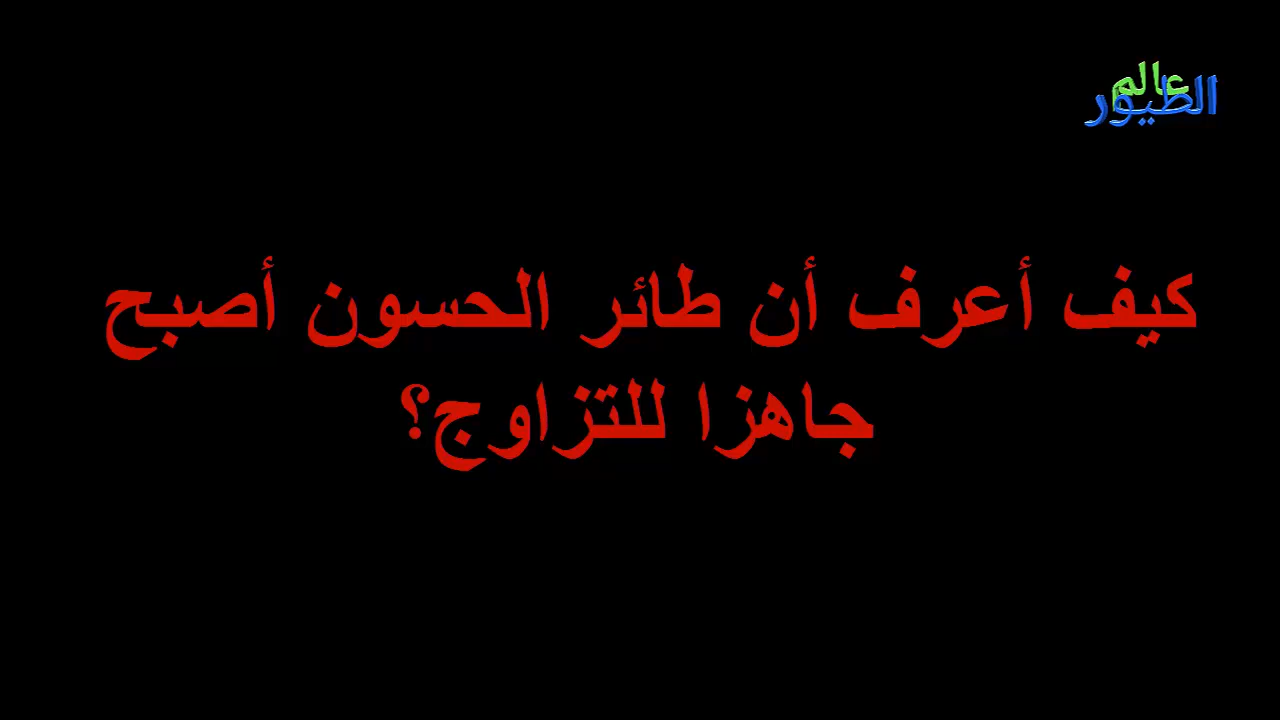 عالم
الطيور
كيف أعرف أن طائر الحسون أصبح
جاهزا للتزاوج؟